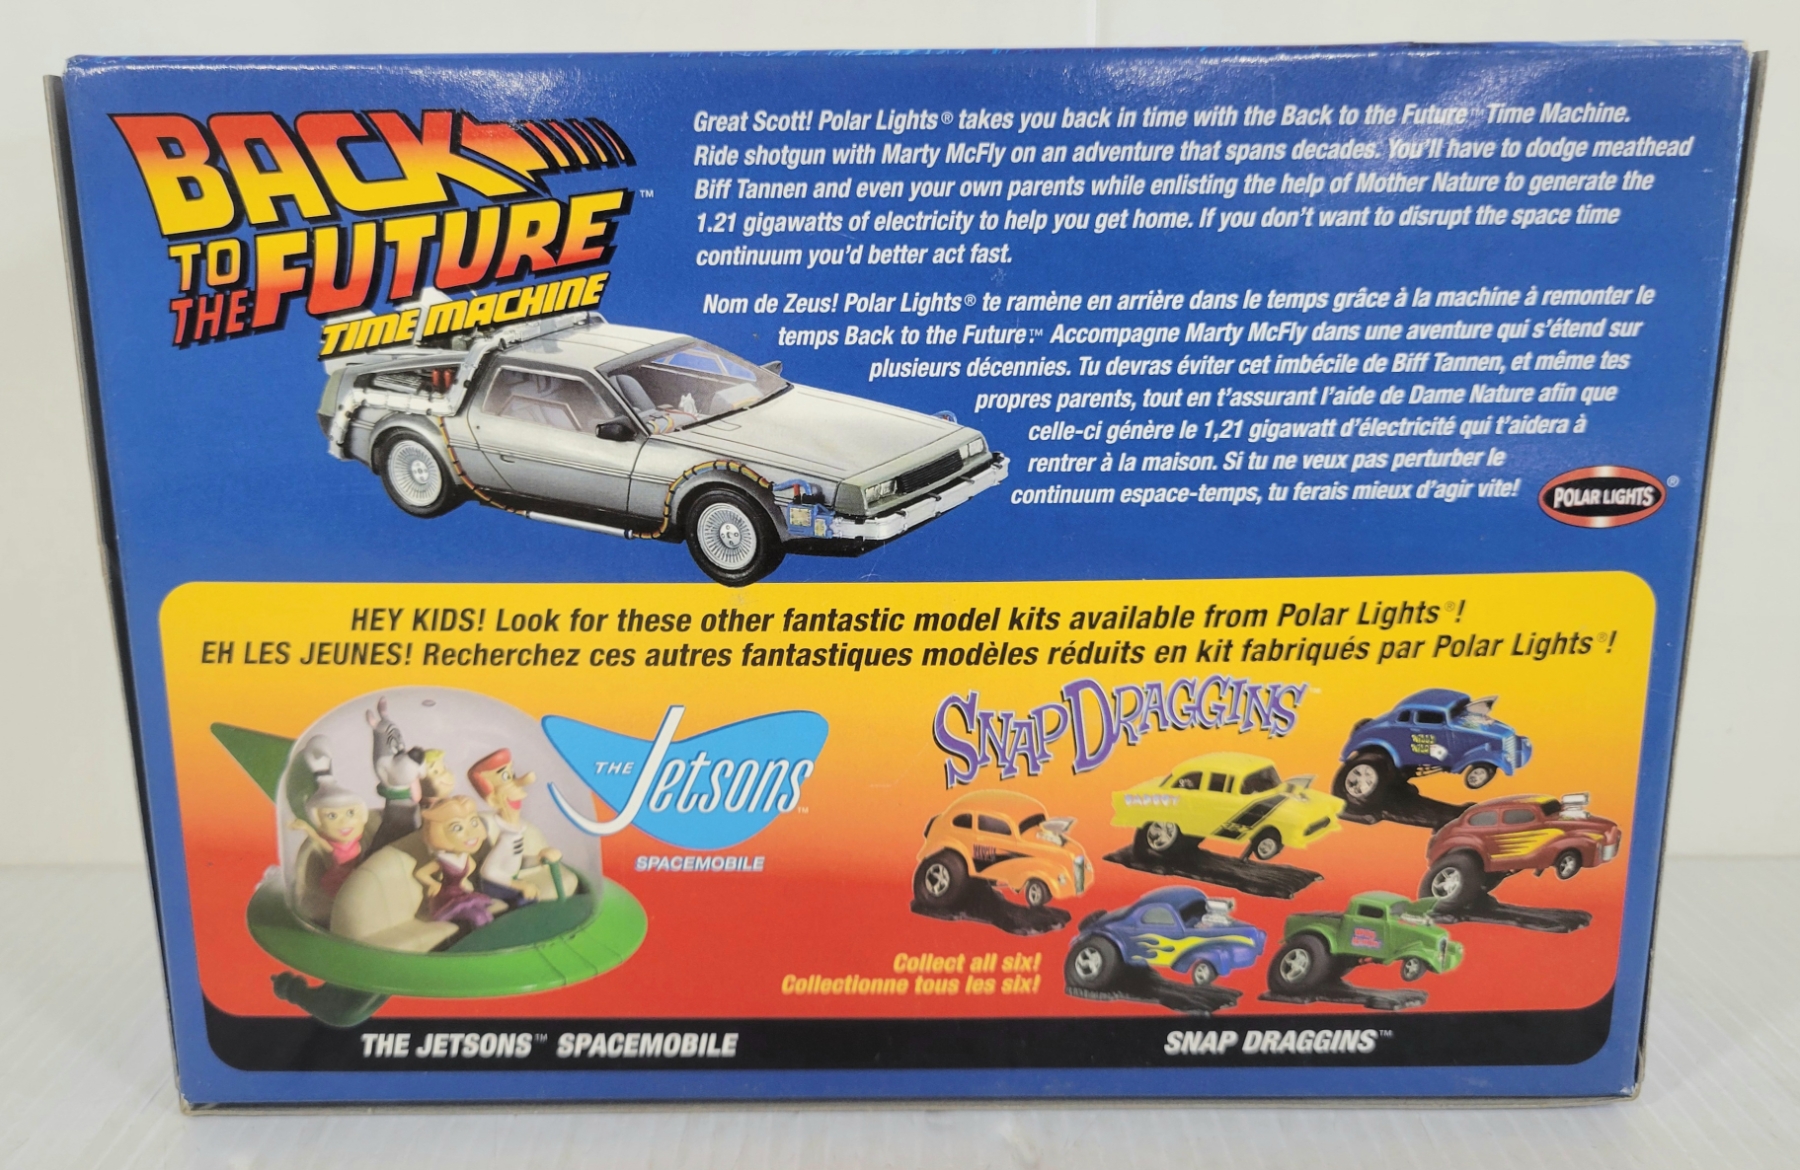 BACK
TO THE FUTURE™
TIME MACHINE
Great Scott! Polar Lights® takes you back in time with the Back to the Future™ Time Machine.
Ride shotgun with Marty McFly on an adventure that spans decades. You'll have to dodge meathead
Biff Tannen and even your own parents while enlisting the help of Mother Nature to generate the
1.21 gigawatts of electricity to help you get home. If you don't want to disrupt the space time
continuum you'd better act fast.
Nom de Zeus! Polar Lights® te ramène en arrière dans le temps grâce à la machine à remonter le
temps Back to the Future.™ Accompagne Marty McFly dans une aventure qui s'étend sur
plusieurs décennies. Tu devras éviter cet imbécile de Biff Tannen, et même tes
propres parents, tout en t'assurant l'aide de Dame Nature afin que
celle-ci génère le 1,21 gigawatt d'électricité qui t'aidera à
rentrer à la maison. Si tu ne veux pas perturber le
continuum espace-temps, tu ferais mieux d'agir vite!
POLAR LIGHTS®
HEY KIDS! Look for these other fantastic model kits available from Polar Lights®!
EH LES JEUNES! Recherchez ces autres fantastiques modèles réduits en kit fabriqués par Polar Lights®!
THE Jetsons™
SPACEMOBILE
SNAPDRAGGINS™
Collect all six!
Collectionne tous les six!
THE JETSONS™ SPACEMOBILE
SNAP DRAGGINS™